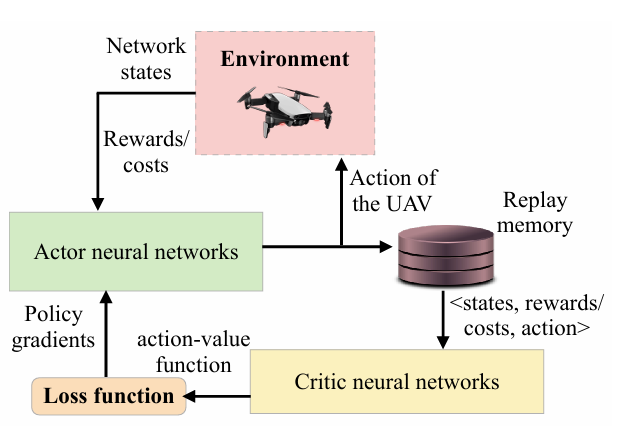 Network
states
Environment
Rewards/
costs
Action of
the UAV
Replay
memory
Actor neural networks
<states, rewards/
costs, action>
Policy
gradients
action-value
function
Critic neural networks
Loss function